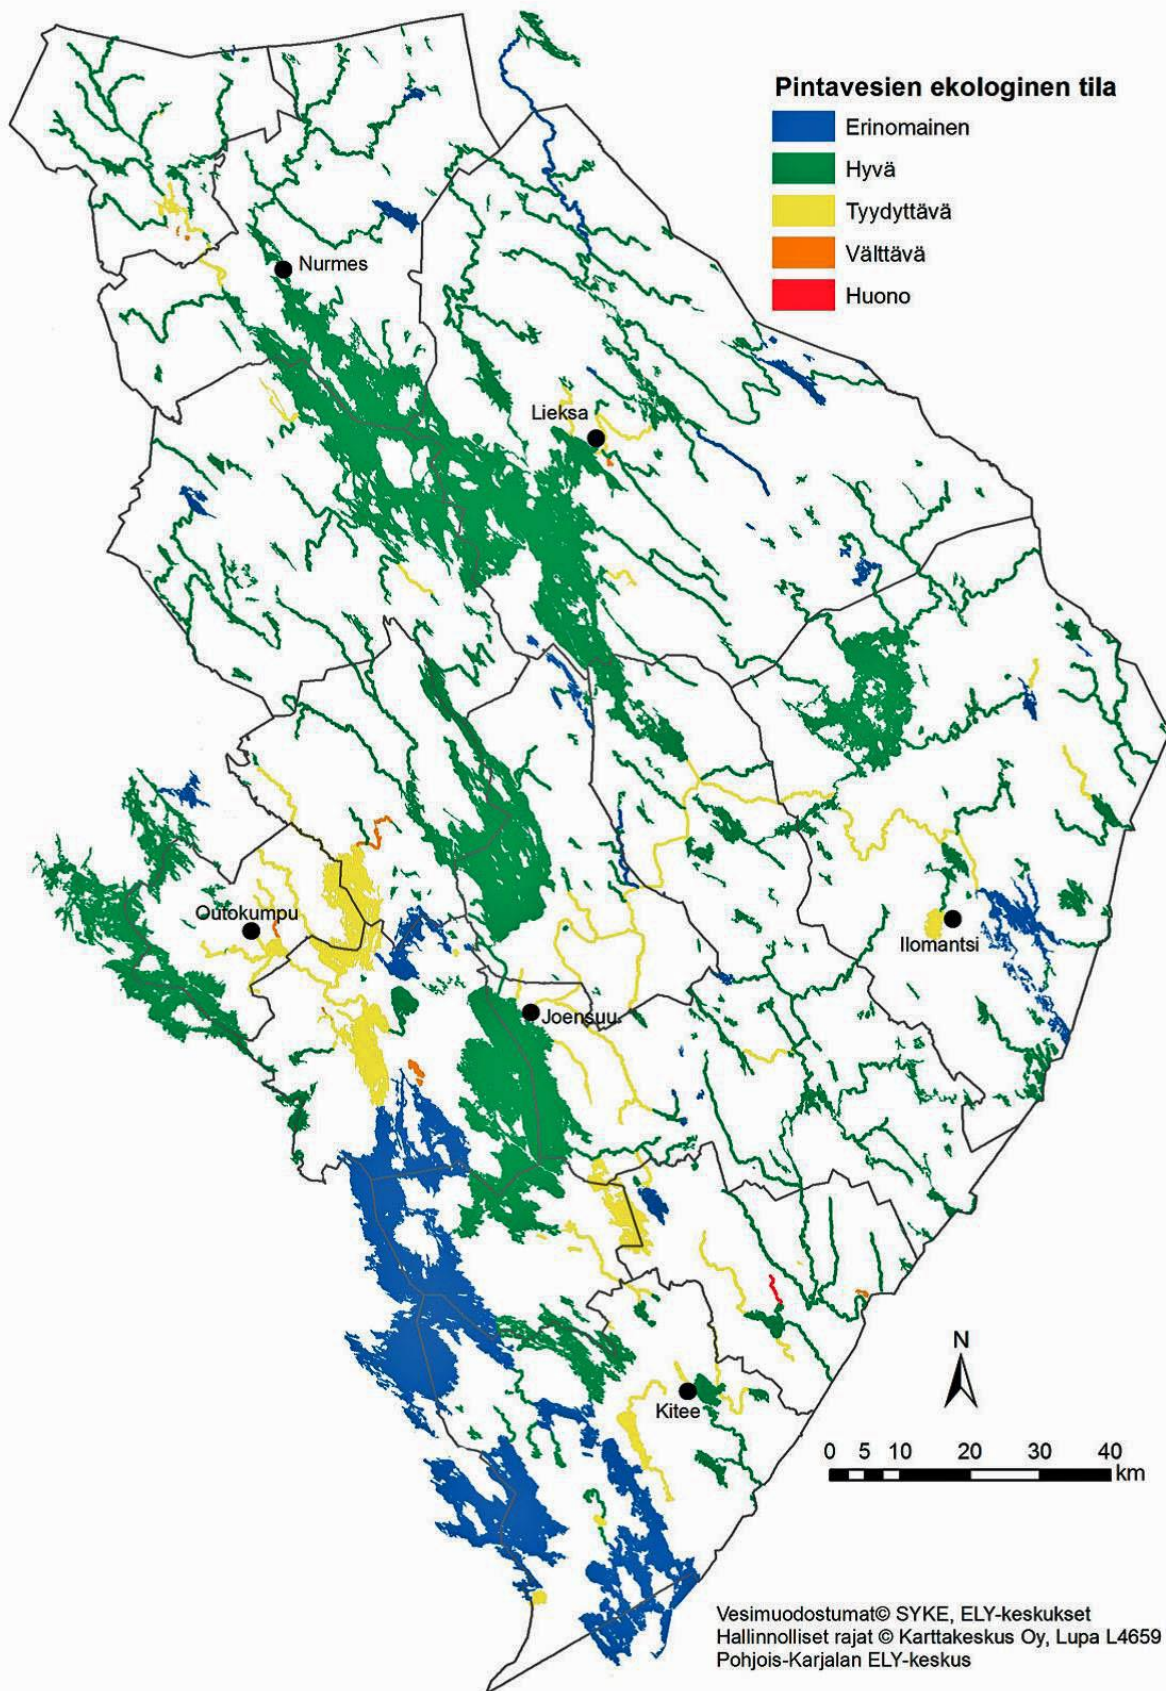 Pintavesien ekologinen tila
Erinomainen
Hyvä
Tyydyttävä
Välttävä
Huono
Nurmes
Lieksa
Outokumpu
Ilomantsi
Joensuu
Kitee
N
0 5 10 20 30 40
km
Vesimuodostumat© SYKE, ELY-keskukset
Hallinnolliset rajat © Karttakeskus Oy, Lupa L4659
Pohjois-Karjalan ELY-keskus